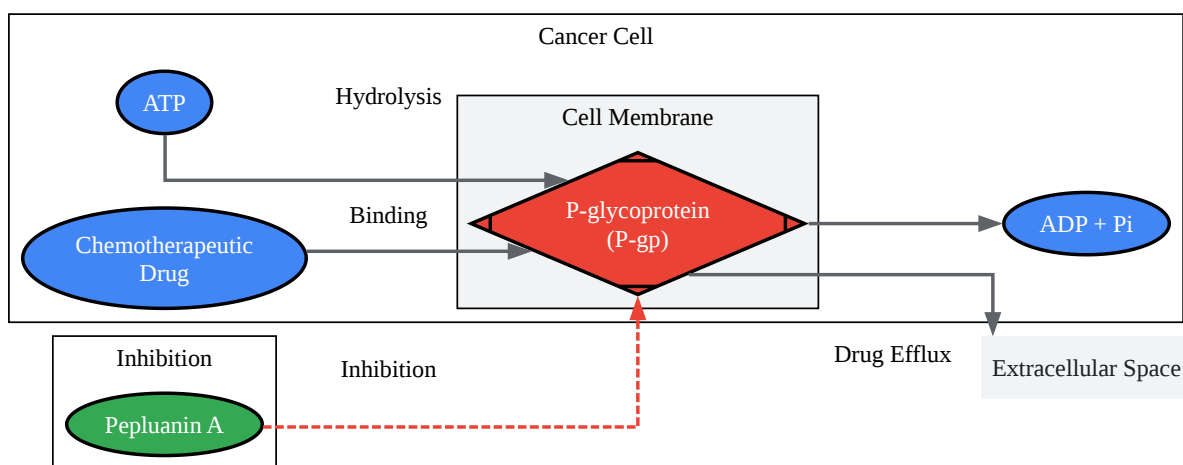 Cancer Cell
ATP
Hydrolysis
Cell Membrane
Binding
P-glycoprotein
(P-gp)
ADP + Pi
Chemotherapeutic
Drug
Inhibition
Inhibition
Drug Efflux
Extracellular Space
Pepluanin A